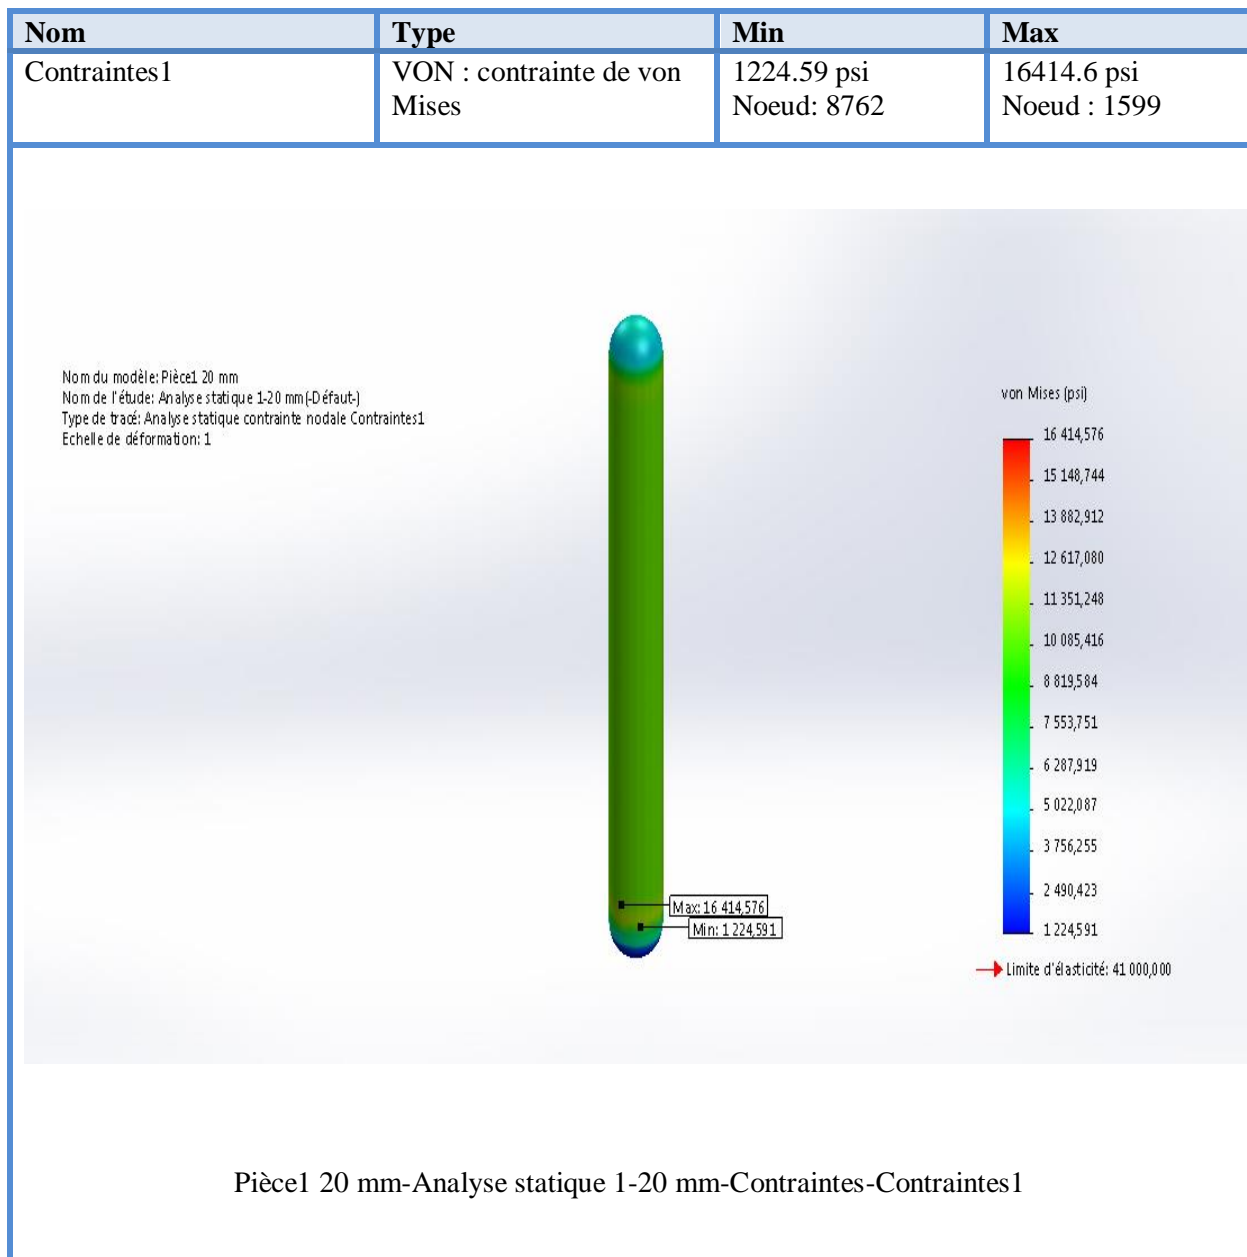 Nom Type Min Max
Contraintes1 VON : contrainte de von 1224.59 psi 16414.6 psi
Mises Noeud: 8762 Noeud : 1599
Nom du modèle: Pièce1 20 mm
Nom de l'étude: Analyse statique 1-20 mm(-Défaut-)
Type de tracé: Analyse statique contrainte nodale Contraintes1
Echelle de déformation: 1
von Mises (psi)
16 414,576
15 148,744
13 882,912
12 617,080
11 351,248
10 085,416
8 819,584
7 553,751
6 287,919
5 022,087
3 756,255
2 490,423
1 224,591
Max: 16 414,576
Min: 1 224,591
Limite d'élasticité: 41 000,000
Pièce1 20 mm-Analyse statique 1-20 mm-Contraintes-Contraintes1